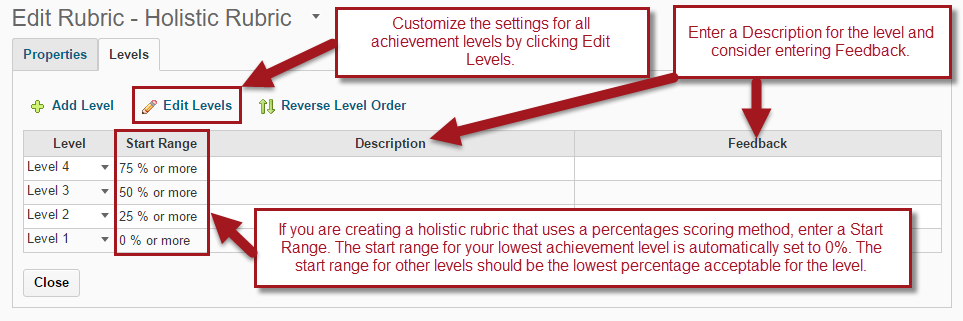 Edit Rubric - Holistic Rubric
Customize the settings for all
achievement levels by clicking Edit
Levels.
Enter a Description for the level and
consider entering Feedback.
Properties
Levels
Add Level
Edit Levels
Reverse Level Order
Level Start Range Description Feedback
Level 4 75 % or more
Level 3 50 % or more
Level 2 25 % or more
Level 1 0 % or more
If you are creating a holistic rubric that uses a percentages scoring method, enter a Start
Range. The start range for your lowest achievement level is automatically set to 0%. The
start range for other levels should be the lowest percentage acceptable for the level.
Close